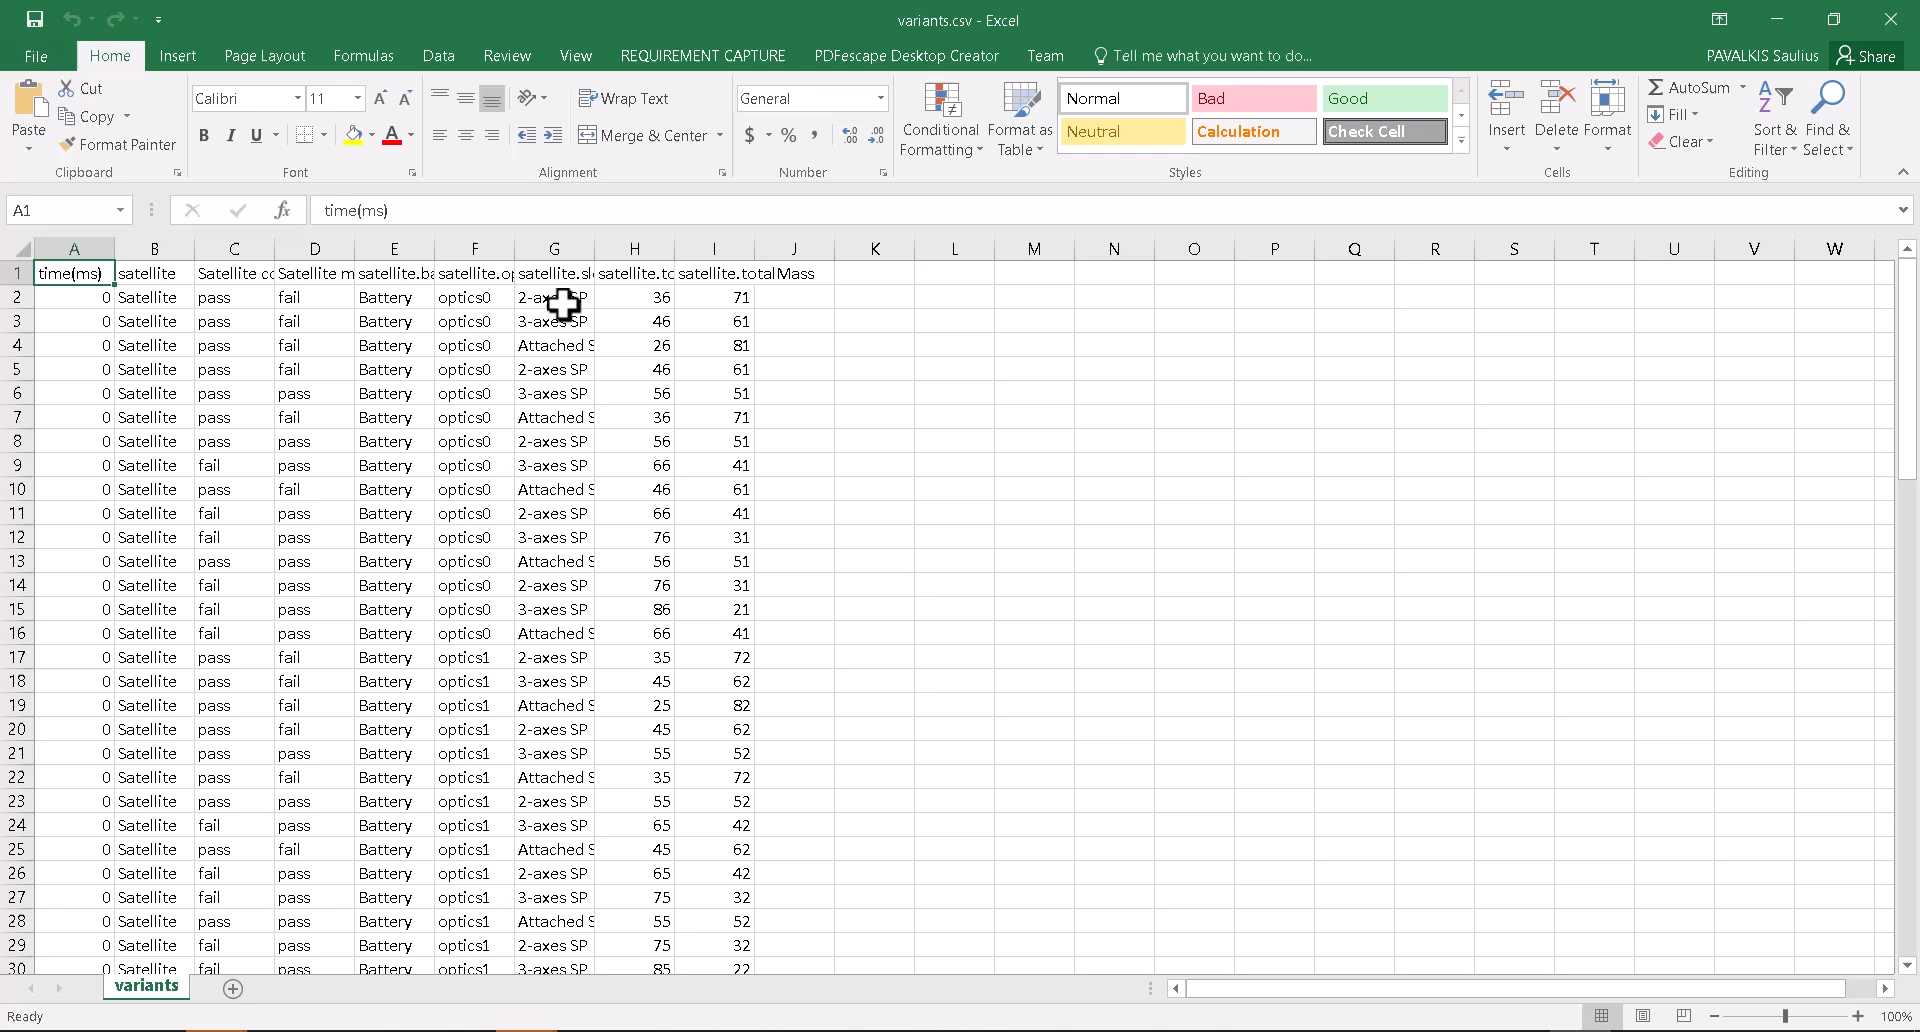 variants.csv - Excel
File Home Insert Page Layout Formulas Data Review View REQUIREMENT CAPTURE PDFescape Desktop Creator Team Tell me what you want to do... PAVALKIS Saulius Share
Paste
Cut
Copy
Format Painter
Clipboard
Calibri 11
B I U
Font
Wrap Text
Merge & Center
Alignment
General
$ % ,
Number
Conditional Formatting
Format as Table
Normal Bad Good
Neutral Calculation Check Cell
Styles
Insert Delete Format
Cells
AutoSum
Fill
Clear
Sort & Filter
Find & Select
Editing
A1 fx time(ms)
A B C D E F G H I J K L M N O P Q R S T U V W
1 time(ms) satellite Satellite cc Satellite m satellite.ba satellite.op satellite.sle satellite.tc satellite.totalMass
2 0 Satellite pass fail Battery optics0 2-axes SP 36 71
3 0 Satellite pass fail Battery optics0 3-axes SP 46 61
4 0 Satellite pass fail Battery optics0 Attached S 26 81
5 0 Satellite pass fail Battery optics0 2-axes SP 46 61
6 0 Satellite pass pass Battery optics0 3-axes SP 56 51
7 0 Satellite pass fail Battery optics0 Attached S 36 71
8 0 Satellite pass pass Battery optics0 2-axes SP 56 51
9 0 Satellite fail pass Battery optics0 3-axes SP 66 41
10 0 Satellite pass fail Battery optics0 Attached S 46 61
11 0 Satellite fail pass Battery optics0 2-axes SP 66 41
12 0 Satellite fail pass Battery optics0 3-axes SP 76 31
13 0 Satellite pass pass Battery optics0 Attached S 56 51
14 0 Satellite fail pass Battery optics0 2-axes SP 76 31
15 0 Satellite fail pass Battery optics0 3-axes SP 86 21
16 0 Satellite fail pass Battery optics0 Attached S 66 41
17 0 Satellite pass fail Battery optics1 2-axes SP 35 72
18 0 Satellite pass fail Battery optics1 3-axes SP 45 62
19 0 Satellite pass fail Battery optics1 Attached S 25 82
20 0 Satellite pass fail Battery optics1 2-axes SP 45 62
21 0 Satellite pass pass Battery optics1 3-axes SP 55 52
22 0 Satellite pass fail Battery optics1 Attached S 35 72
23 0 Satellite pass pass Battery optics1 2-axes SP 55 52
24 0 Satellite fail pass Battery optics1 3-axes SP 65 42
25 0 Satellite pass fail Battery optics1 Attached S 45 62
26 0 Satellite fail pass Battery optics1 2-axes SP 65 42
27 0 Satellite fail pass Battery optics1 3-axes SP 75 32
28 0 Satellite pass pass Battery optics1 Attached S 55 52
29 0 Satellite fail pass Battery optics1 2-axes SP 75 32
30 0 Satellite fail pass Battery optics1 3-axes SP 85 22
variants
Ready 100%